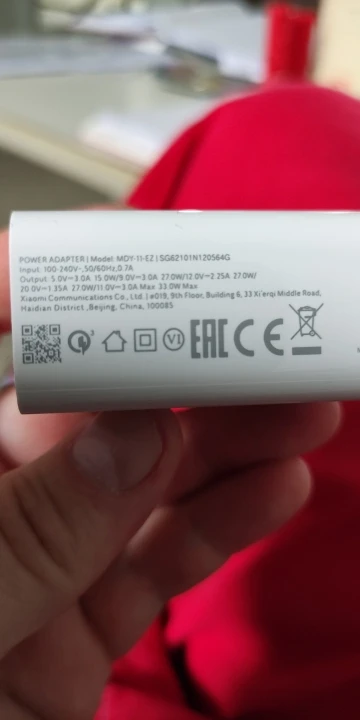 POWER ADAPTER | Model: MDY-11-EZ | SG62101N120564G
Input: 100-240V~,50/60Hz,0.7A
Output: 5.0V⎓3.0A 15.0W/9.0V⎓3.0A 27.0W/12.0V⎓2.25A 27.0W/
20.0V⎓1.35A 27.0W/11.0V⎓3.0A Max 33.0W Max
Xiaomi Communications Co., Ltd. | #019, 9th Floor, Building 6, 33 Xi'erqi Middle Road,
Haidian District ,Beijing, China, 100085
3 VI EAC CE